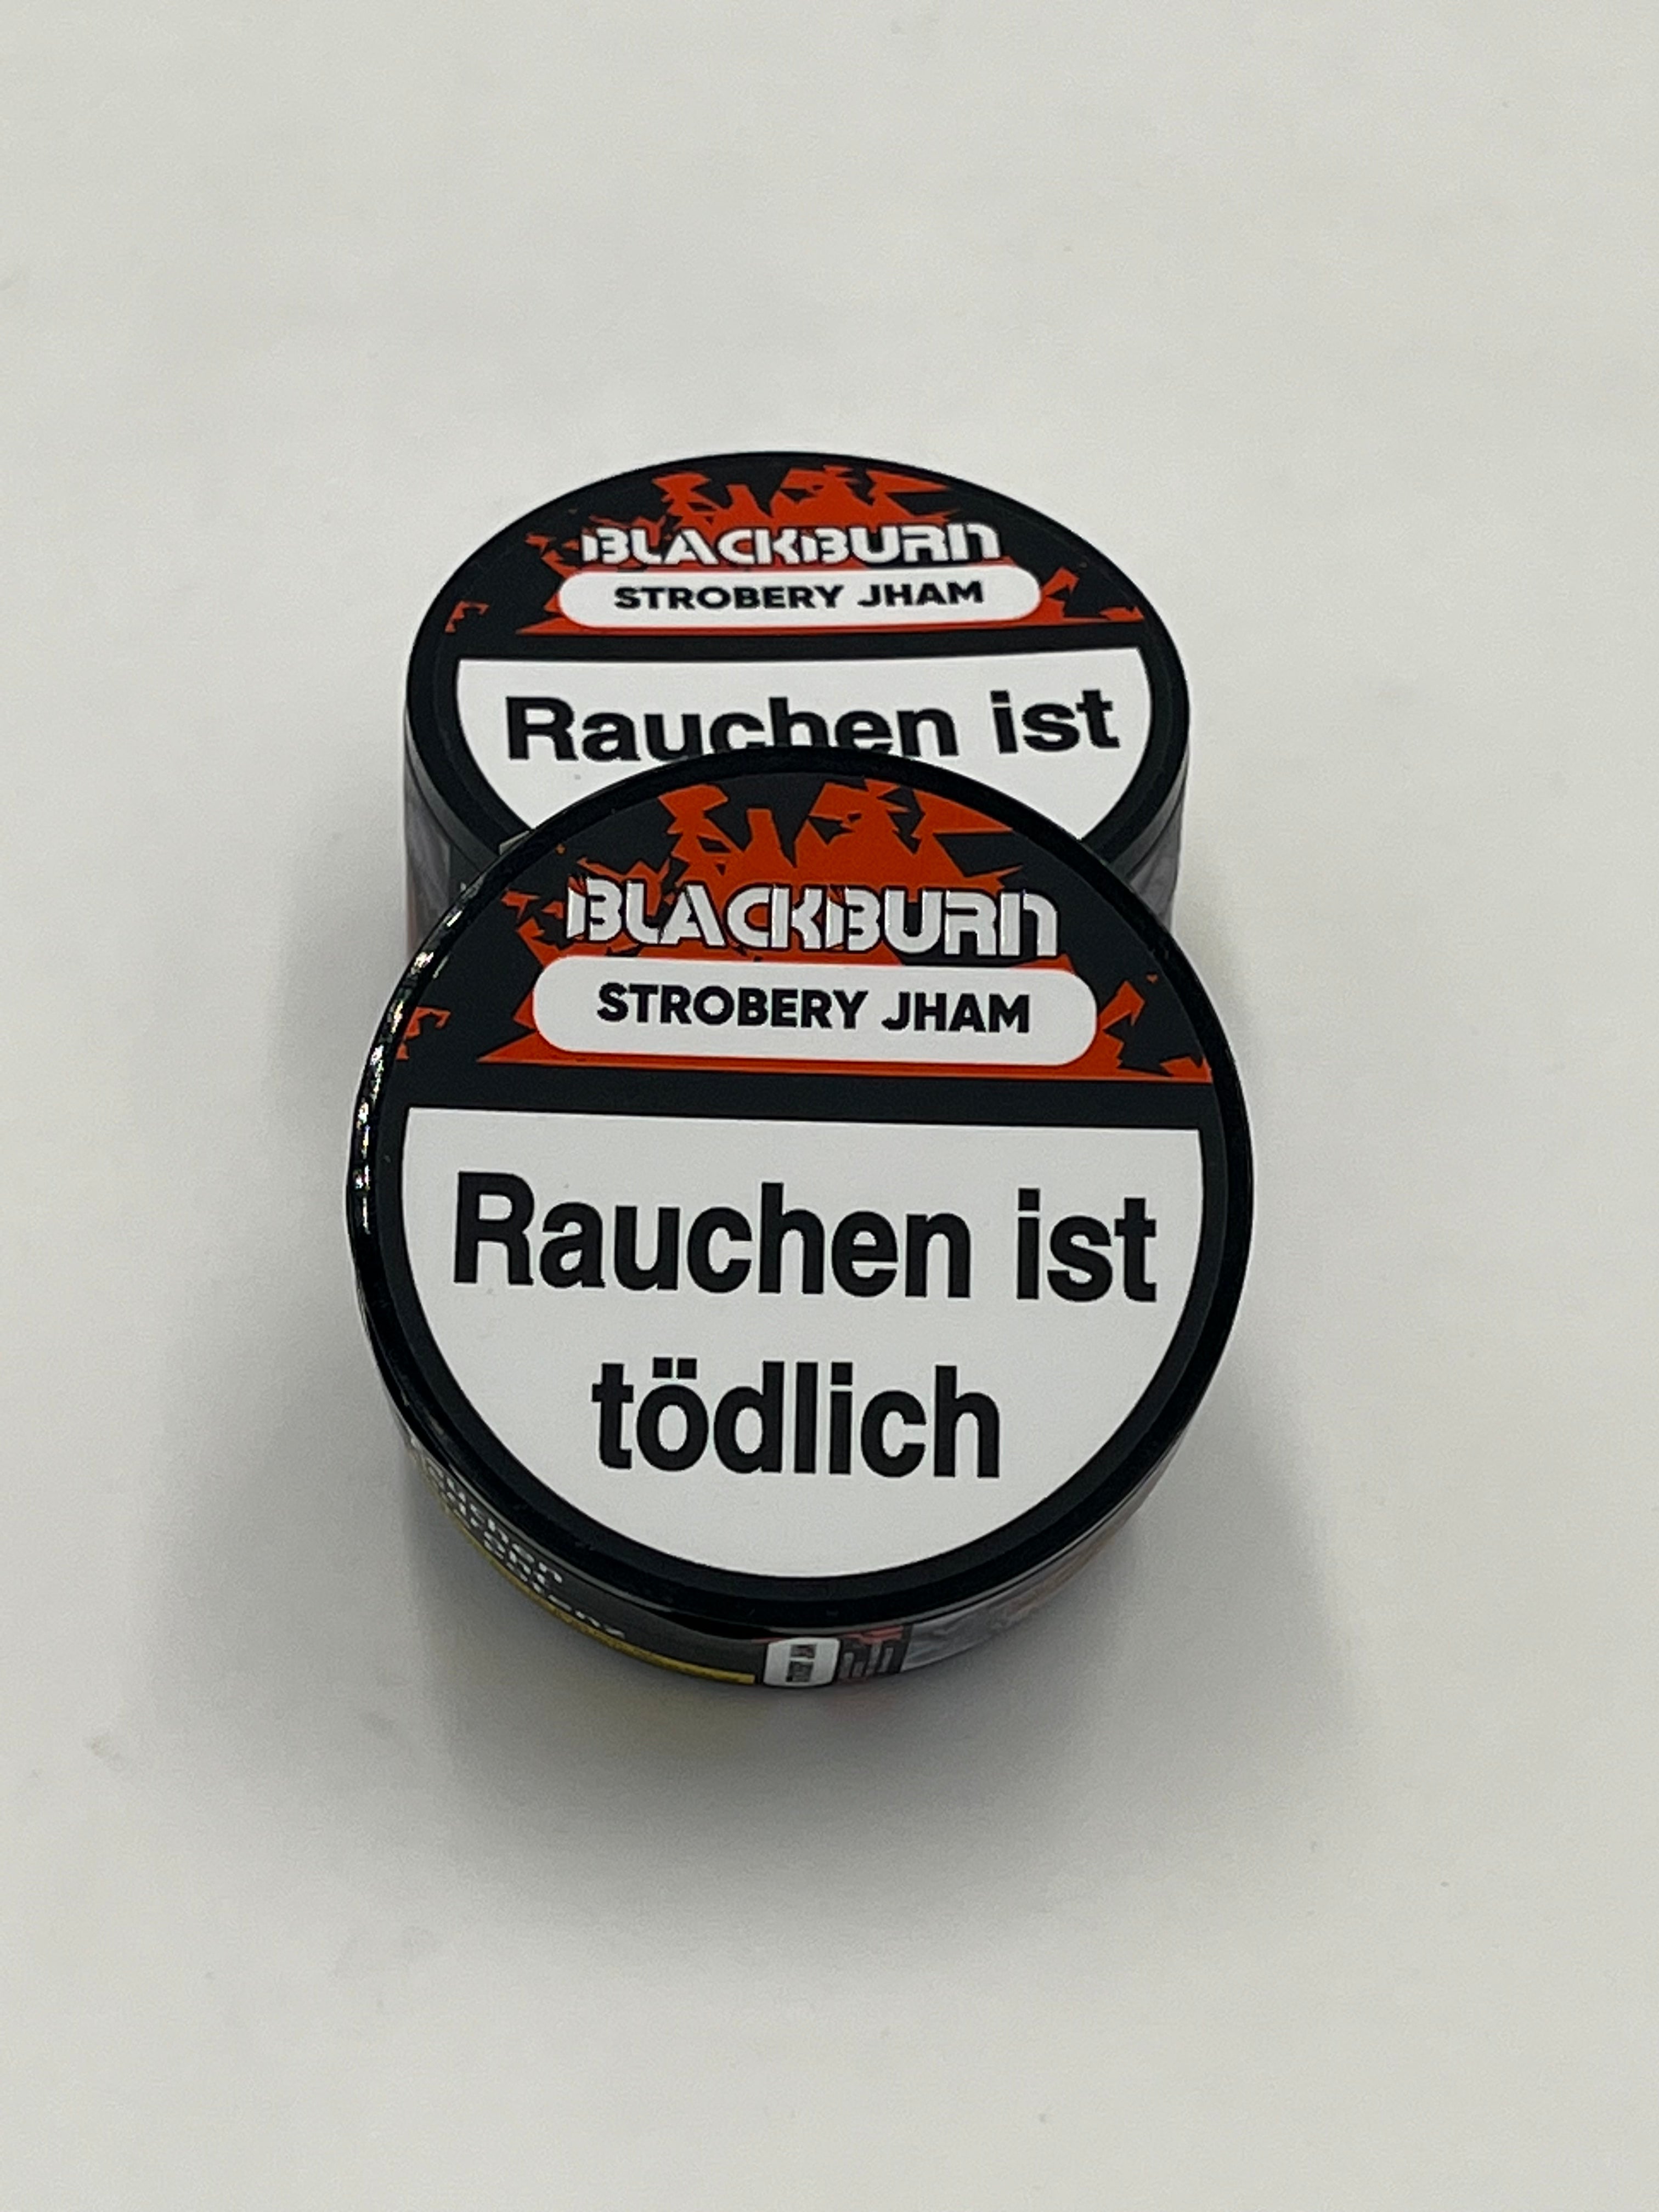 BLACKBURN
STROBERY JHAM
Rauchen ist
BLACKBURN
STROBERY JHAM
Rauchen ist
tödlich